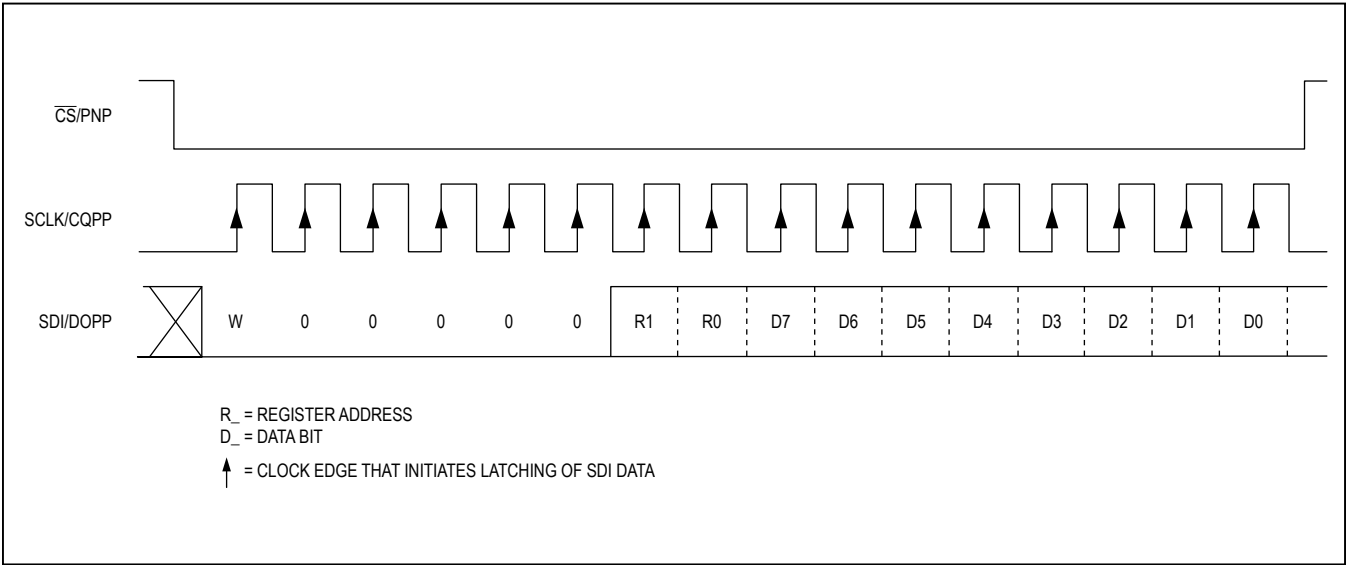 C̅S̅/PNP
SCLK/CQPP
SDI/DOPP W 0 0 0 0 0 R1 R0 D7 D6 D5 D4 D3 D2 D1 D0
R_ = REGISTER ADDRESS
D_ = DATA BIT
= CLOCK EDGE THAT INITIATES LATCHING OF SDI DATA